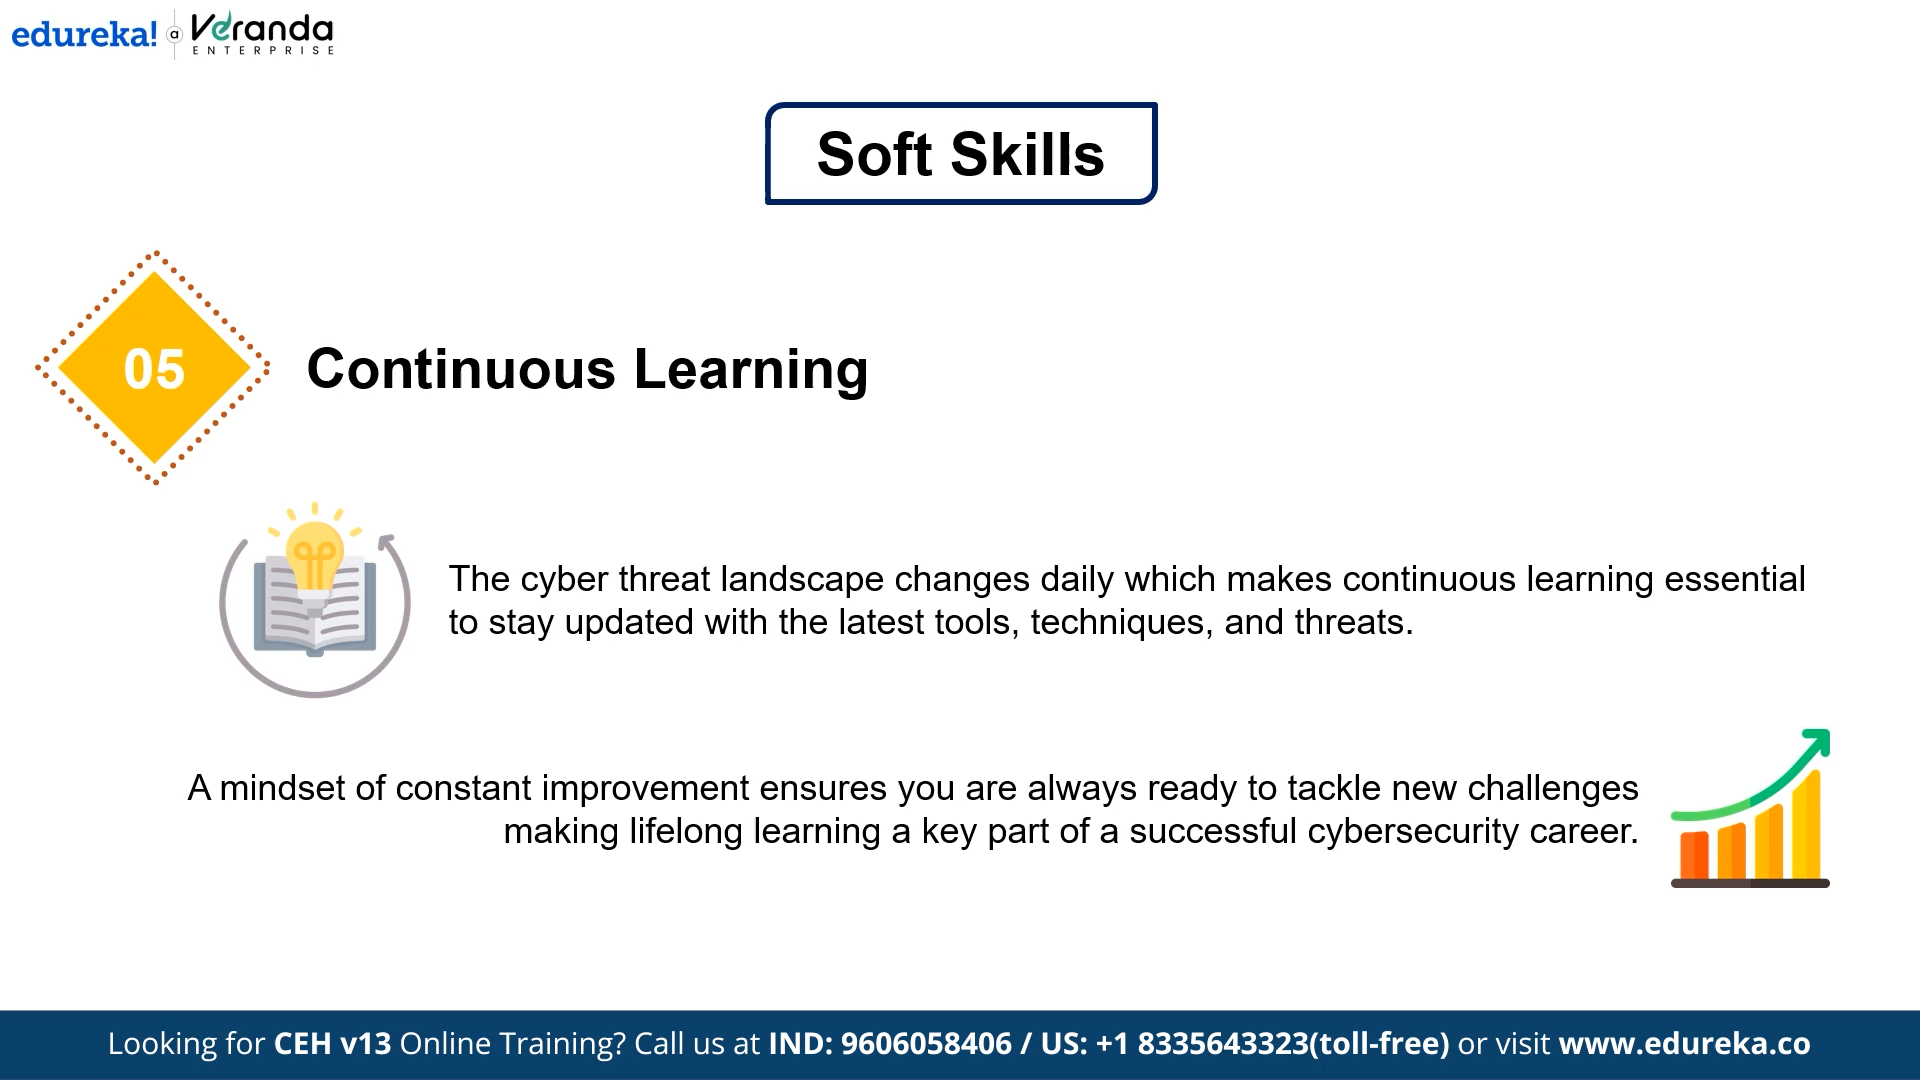 edureka! a Veranda
ENTERPRISE
Soft Skills
05
Continuous Learning
The cyber threat landscape changes daily which makes continuous learning essential
to stay updated with the latest tools, techniques, and threats.
A mindset of constant improvement ensures you are always ready to tackle new challenges
making lifelong learning a key part of a successful cybersecurity career.
Looking for CEH v13 Online Training? Call us at IND: 9606058406 / US: +1 8335643323(toll-free) or visit www.edureka.co